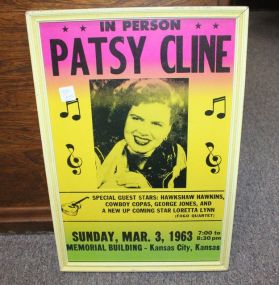 IN PERSON
PATSY CLINE
SPECIAL GUEST STARS: HAWKSHAW HAWKINS,
COWBOY COPAS, GEORGE JONES, AND
A NEW UP COMING STAR LORETTA LYNN
SUNDAY, MAR. 3, 1963
7:00 to
8:30 pm
MEMORIAL BUILDING - Kansas City, Kansas